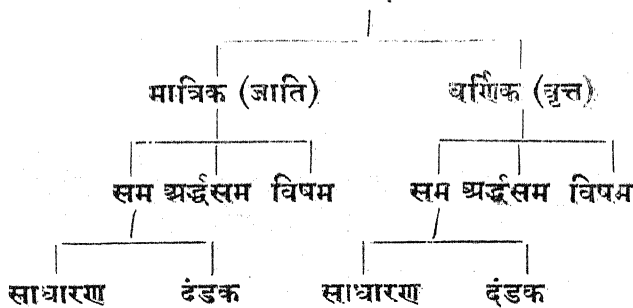 मात्रिक (जाति) वर्णिक (वृत्त)
सम अर्द्धसम विषम सम अर्द्धसम विषम
साधारण दंडक साधारण दंडक